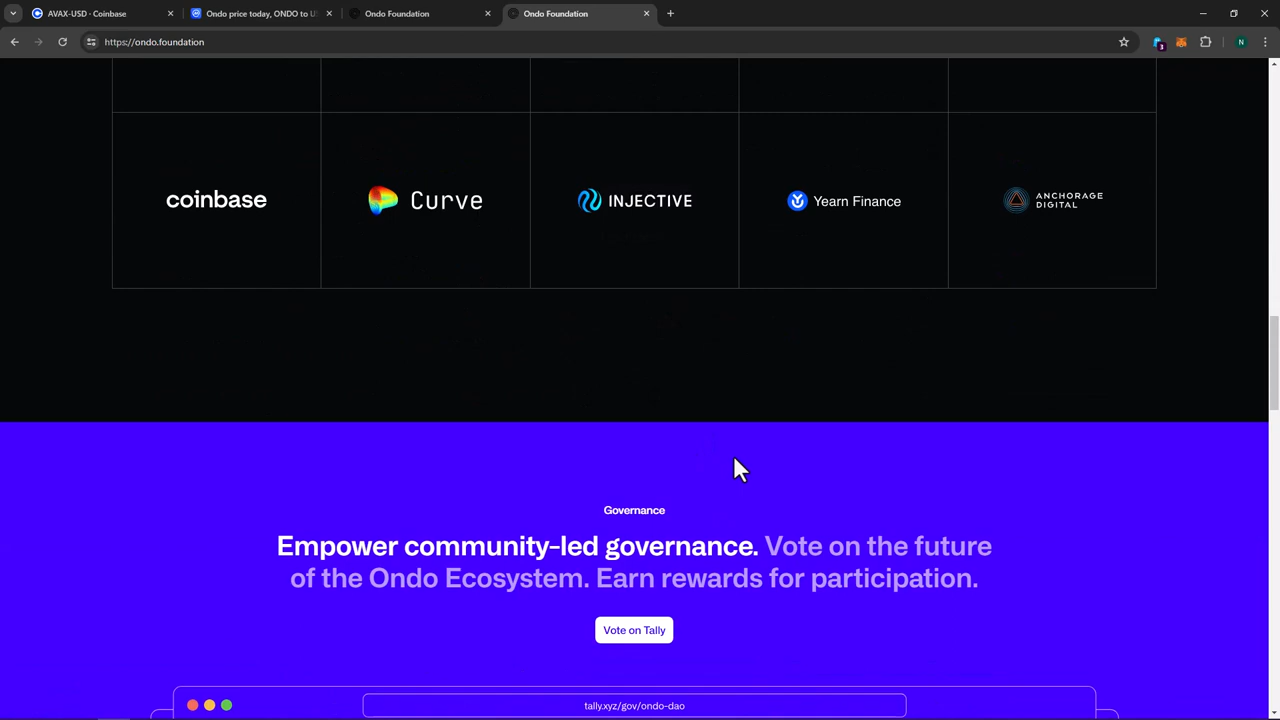 AVAX-USD · Coinbase
Ondo price today, ONDO to U
Ondo Foundation
Ondo Foundation
https://ondo.foundation
3
N
coinbase
Curve
INJECTIVE
Yearn Finance
ANCHORAGE
DIGITAL
Governance
Empower community-led governance. Vote on the future
of the Ondo Ecosystem. Earn rewards for participation.
Vote on Tally
tally.xyz/gov/ondo-dao